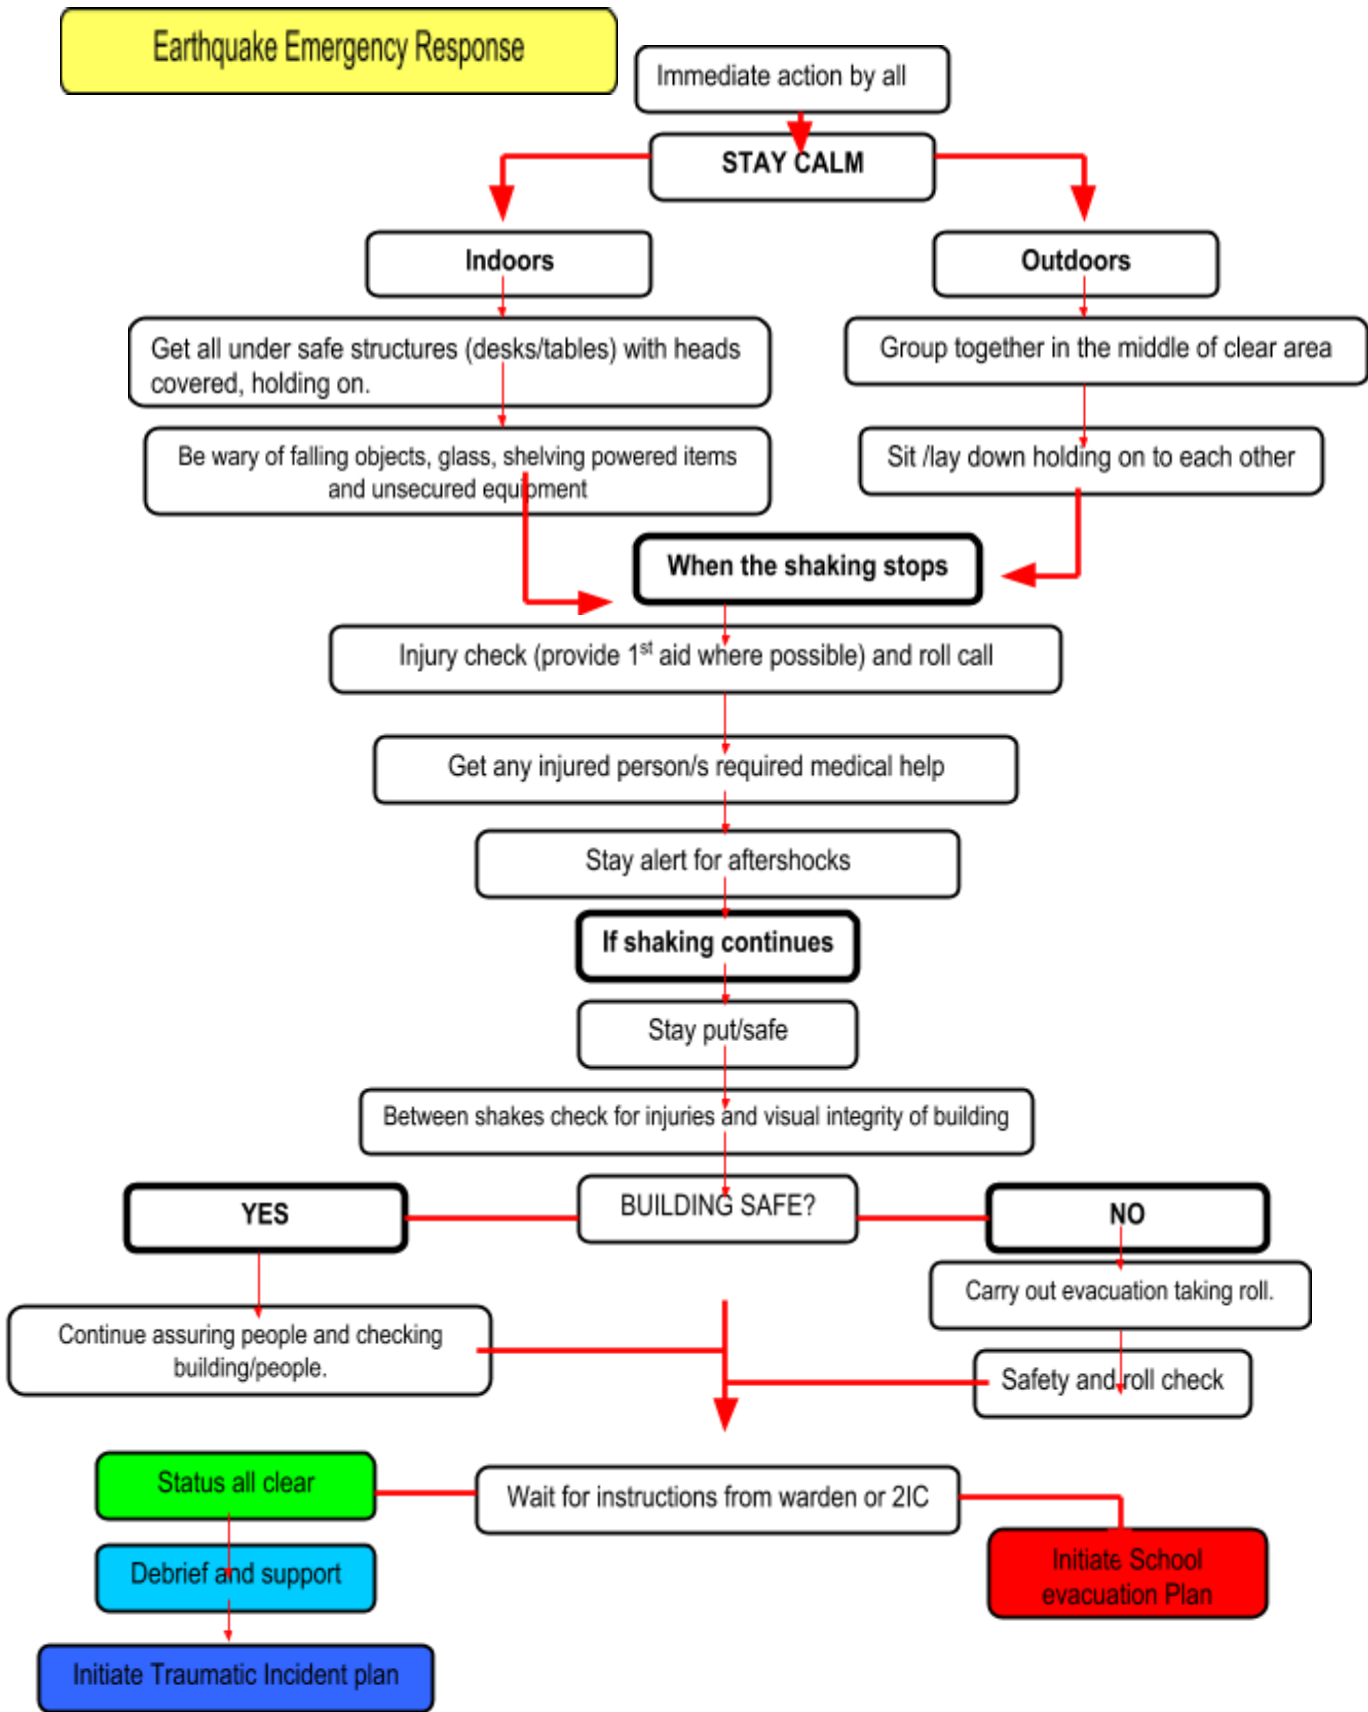 Earthquake Emergency Response
Immediate action by all
STAY CALM
Indoors
Outdoors
Get all under safe structures (desks/tables) with heads
covered, holding on.
Group together in the middle of clear area
Be wary of falling objects, glass, shelving powered items
and unsecured equipment
Sit /lay down holding on to each other
When the shaking stops
Injury check (provide 1st aid where possible) and roll call
Get any injured person/s required medical help
Stay alert for aftershocks
If shaking continues
Stay put/safe
Between shakes check for injuries and visual integrity of building
YES
BUILDING SAFE?
NO
Carry out evacuation taking roll.
Continue assuring people and checking
building/people.
Safety and roll check
Status all clear
Wait for instructions from warden or 2IC
Initiate School
evacuation Plan
Debrief and support
Initiate Traumatic Incident plan